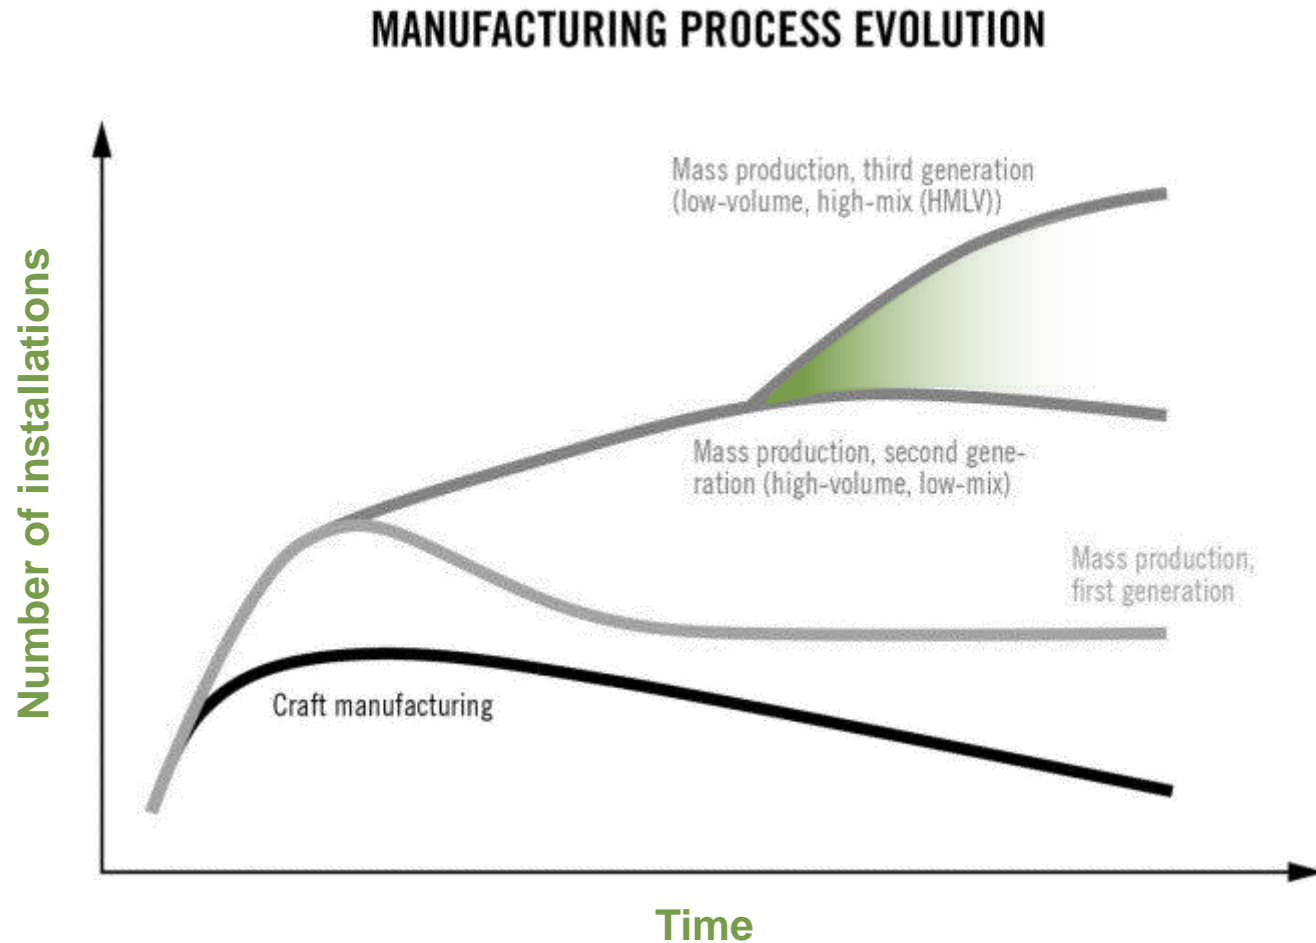 MANUFACTURING PROCESS EVOLUTION
Mass production, third generation
(low-volume, high-mix (HMLV))
Number of installations
Mass production, second gene-
ration (high-volume, low-mix)
Mass production,
first generation
Craft manufacturing
Time